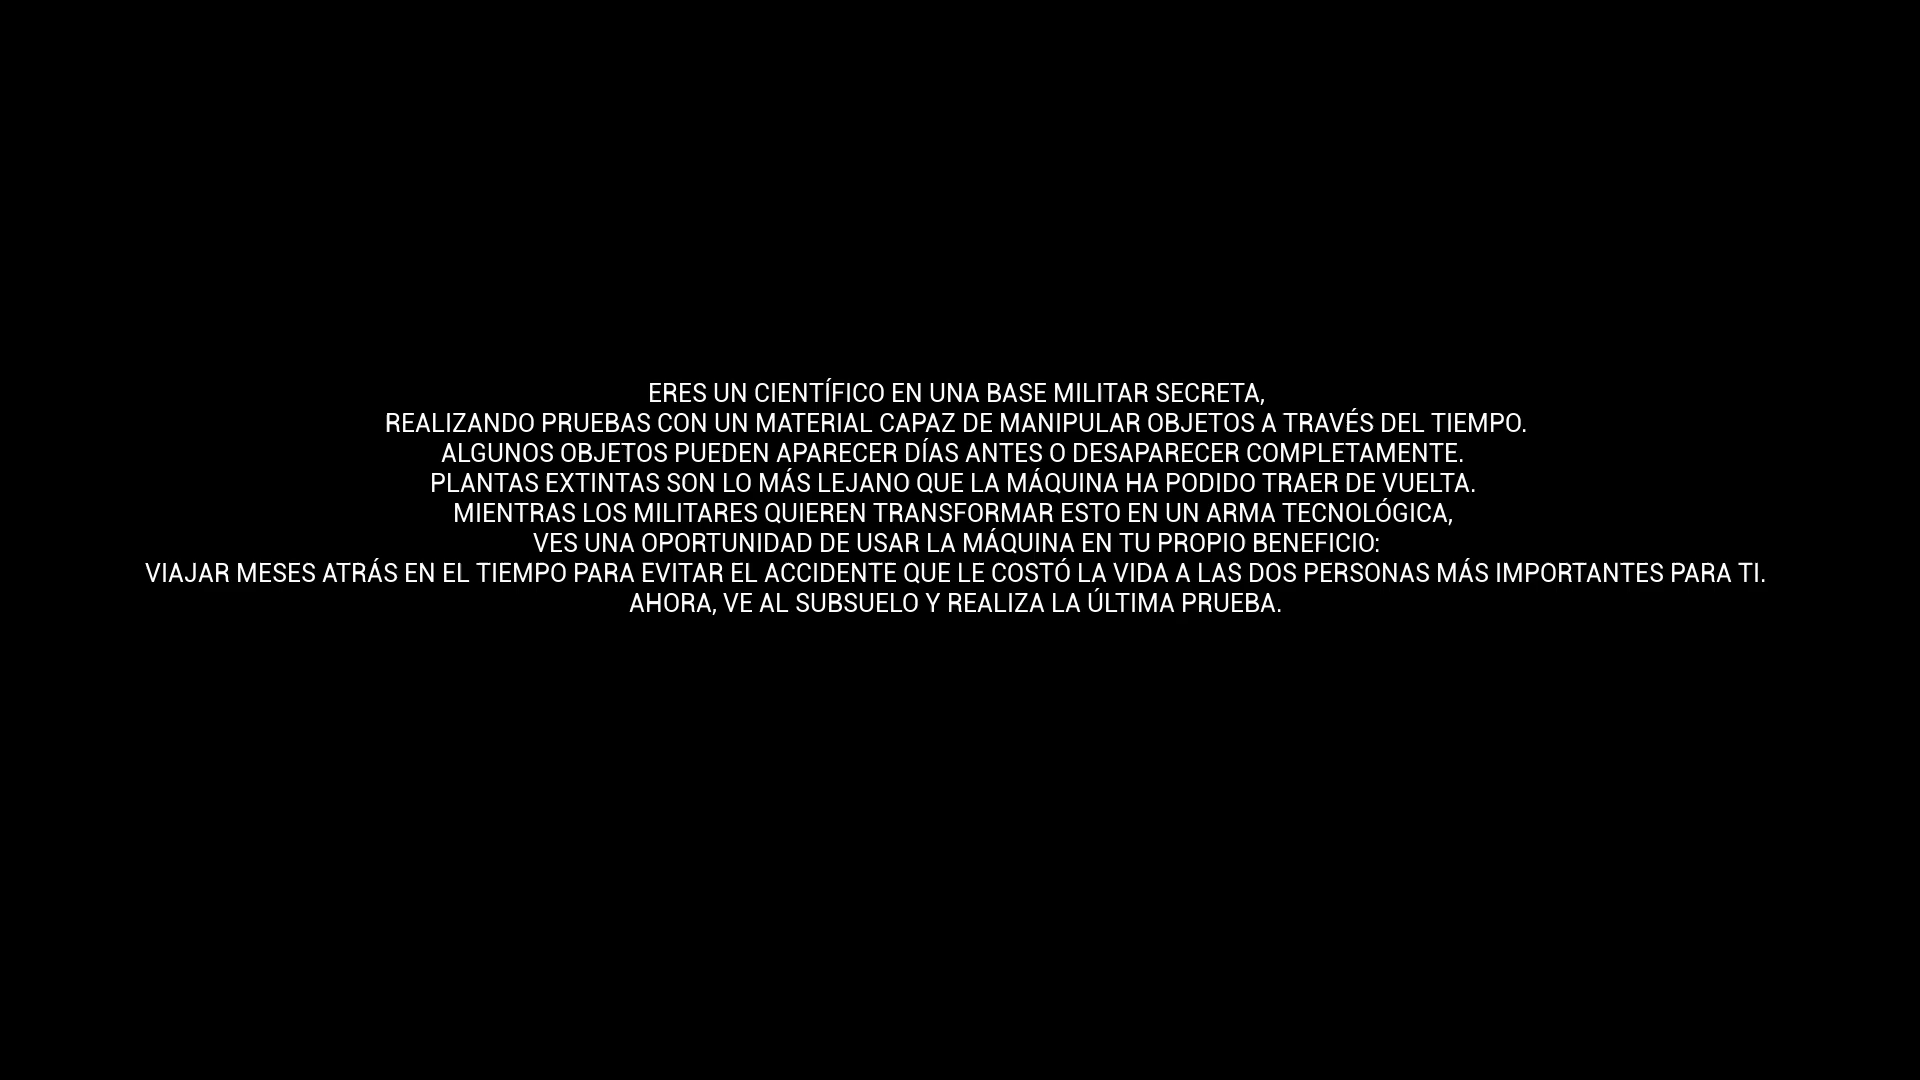 ERES UN CIENTÍFICO EN UNA BASE MILITAR SECRETA,
REALIZANDO PRUEBAS CON UN MATERIAL CAPAZ DE MANIPULAR OBJETOS A TRAVÉS DEL TIEMPO.
ALGUNOS OBJETOS PUEDEN APARECER DÍAS ANTES O DESAPARECER COMPLETAMENTE.
PLANTAS EXTINTAS SON LO MÁS LEJANO QUE LA MÁQUINA HA PODIDO TRAER DE VUELTA.
MIENTRAS LOS MILITARES QUIEREN TRANSFORMAR ESTO EN UN ARMA TECNOLÓGICA,
VES UNA OPORTUNIDAD DE USAR LA MÁQUINA EN TU PROPIO BENEFICIO:
VIAJAR MESES ATRÁS EN EL TIEMPO PARA EVITAR EL ACCIDENTE QUE LE COSTÓ LA VIDA A LAS DOS PERSONAS MÁS IMPORTANTES PARA TI.
AHORA, VE AL SUBSUELO Y REALIZA LA ÚLTIMA PRUEBA.